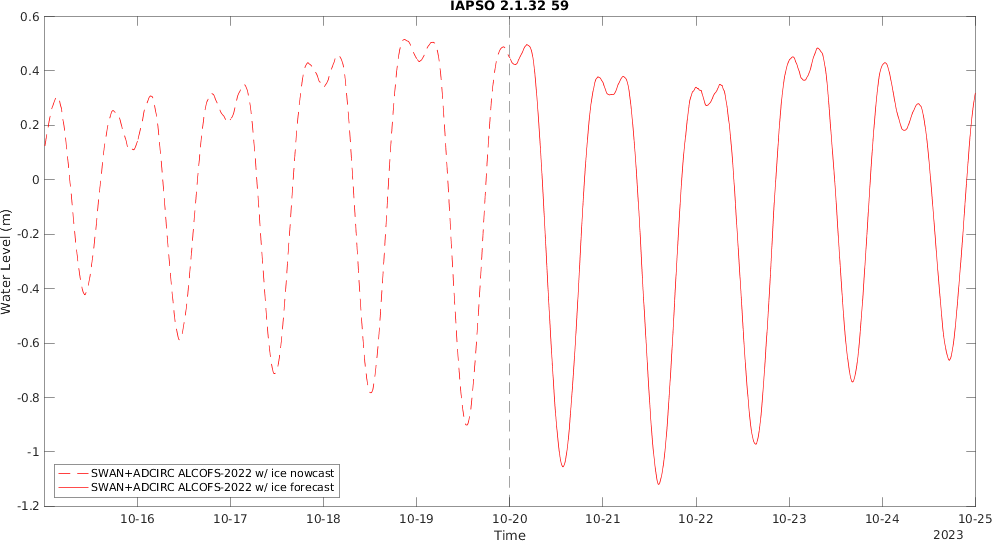 IAPSO 2.1.32 59
0.6
0.4
0.2
0
-0.2
-0.4
-0.6
-0.8
-1
-1.2
Water Level (m)
SWAN+ADCIRC ALCOFS-2022 w/ ice nowcast
SWAN+ADCIRC ALCOFS-2022 w/ ice forecast
10-16 10-17 10-18 10-19 10-20 10-21 10-22 10-23 10-24 10-25
Time
2023